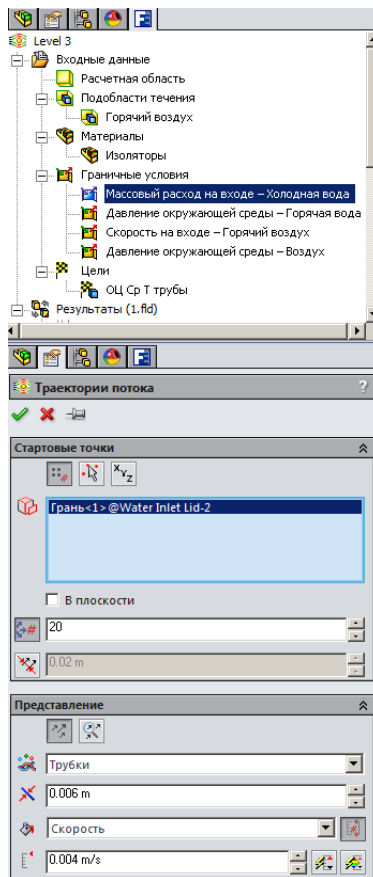 Level 3
Входные данные
Расчетная область
Подобласти течения
Горячий воздух
Материалы
Изоляторы
Граничные условия
Массовый расход на входе – Холодная вода
Давление окружающей среды – Горячая вода
Скорость на входе – Горячий воздух
Давление окружающей среды – Воздух
Цели
ОЦ Ср Т трубы
Результаты (1.fld)
Траектории потока ?
Стартовые точки
Грань<1>@Water Inlet Lid-2
В плоскости
20
0.02 m
Представление
Трубки
0.006 m
Скорость
0.004 m/s